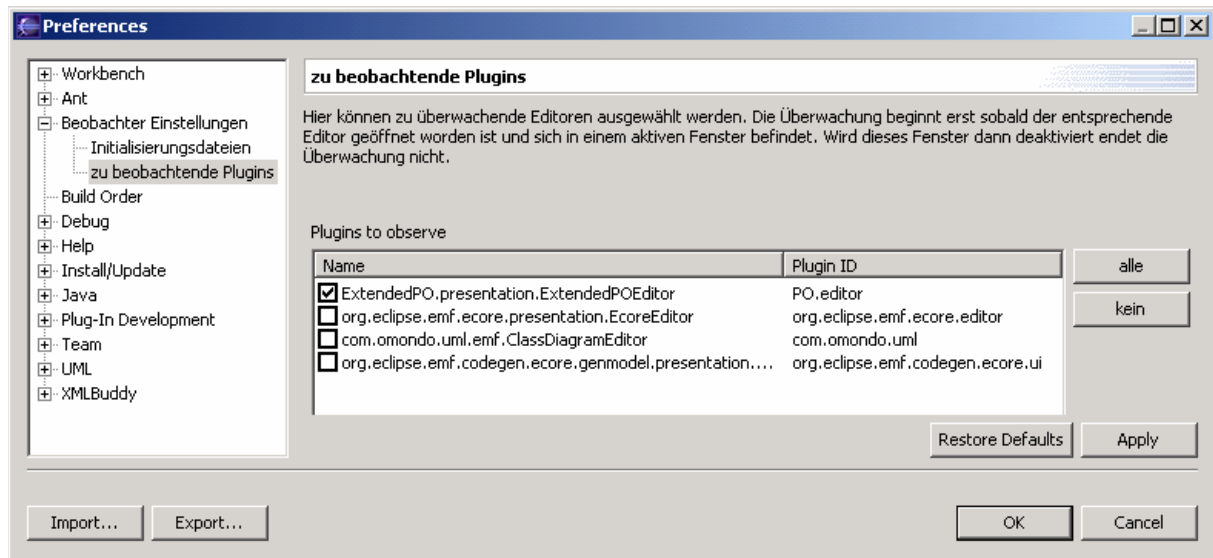 Preferences
Workbench
Ant
Beobachter Einstellungen
Initialisierungsdateien
zu beobachtende Plugins
Build Order
Debug
Help
Install/Update
Java
Plug-In Development
Team
UML
XMLBuddy
zu beobachtende Plugins
Hier können zu überwachende Editoren ausgewählt werden. Die Überwachung beginnt erst sobald der entsprechende
Editor geöffnet worden ist und sich in einem aktiven Fenster befindet. Wird dieses Fenster dann deaktiviert endet die
Überwachung nicht.
Plugins to observe
Name Plugin ID
ExtendedPO.presentation.ExtendedPOEditor PO.editor
org.eclipse.emf.ecore.presentation.EcoreEditor org.eclipse.emf.ecore.editor
com.omondo.uml.emf.ClassDiagramEditor com.omondo.uml
org.eclipse.emf.codegen.ecore.genmodel.presentation.... org.eclipse.emf.codegen.ecore.ui
alle
kein
Restore Defaults Apply
Import... Export... OK Cancel